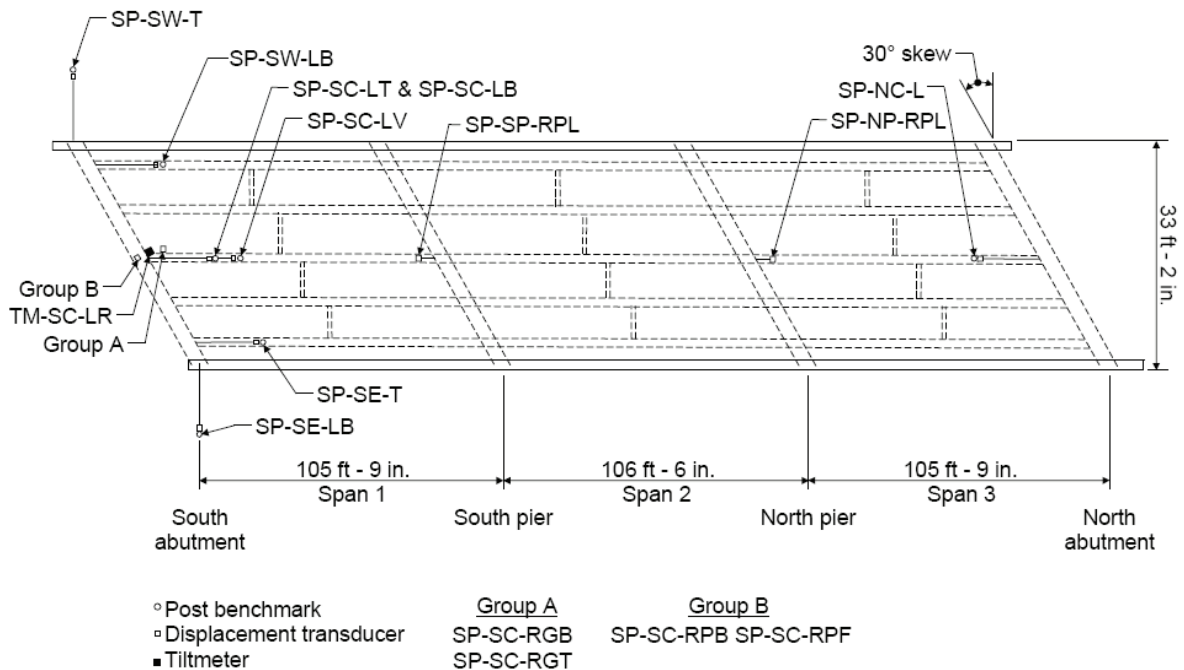 SP-SW-T
SP-SW-LB
30° skew
SP-SC-LT & SP-SC-LB
SP-NC-L
SP-SC-LV
SP-SP-RPL
SP-NP-RPL
33 ft - 2 in.
Group B
TM-SC-LR
Group A
SP-SE-T
SP-SE-LB
105 ft - 9 in.
Span 1
106 ft - 6 in.
Span 2
105 ft - 9 in.
Span 3
South
abutment
South pier
North pier
North
abutment
Post benchmark
Displacement transducer
Tiltmeter
Group A
SP-SC-RGB
SP-SC-RGT
Group B
SP-SC-RPB SP-SC-RPF